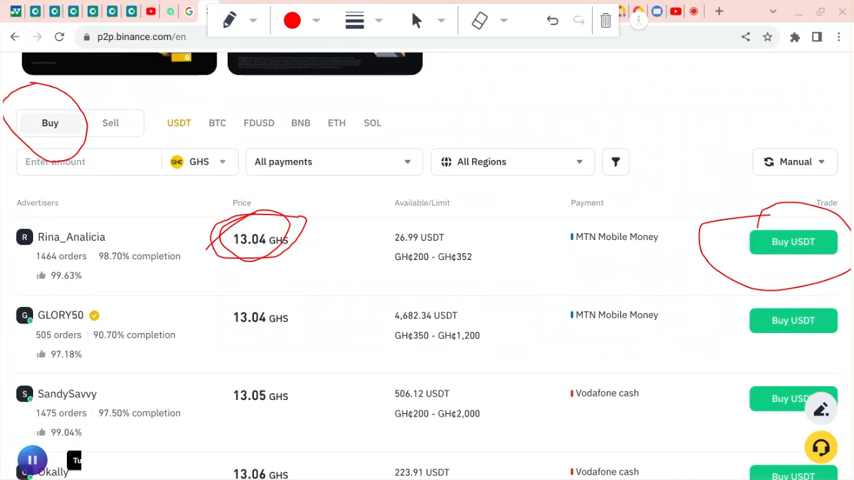 p2p.binance.com/en
Buy
Sell
USDT
BTC
FDUSD
BNB
ETH
SOL
Enter amount
GHS
All payments
All Regions
Manual
Advertisers
Price
Available/Limit
Payment
Trade
R
Rina_Analicia
13.04 GHS
26.99 USDT
MTN Mobile Money
Buy USDT
1464 orders
98.70% completion
GH¢200 - GH¢352
99.63%
G
GLORY50
13.04 GHS
4,682.34 USDT
MTN Mobile Money
Buy USDT
505 orders
90.70% completion
GH¢350 - GH¢1,200
97.18%
S
SandySavvy
13.05 GHS
506.12 USDT
Vodafone cash
Buy USDT
1475 orders
97.50% completion
GH¢200 - GH¢2,000
99.04%
Okally
13.06 GHS
223.91 USDT
Vodafone cash
Buy USDT